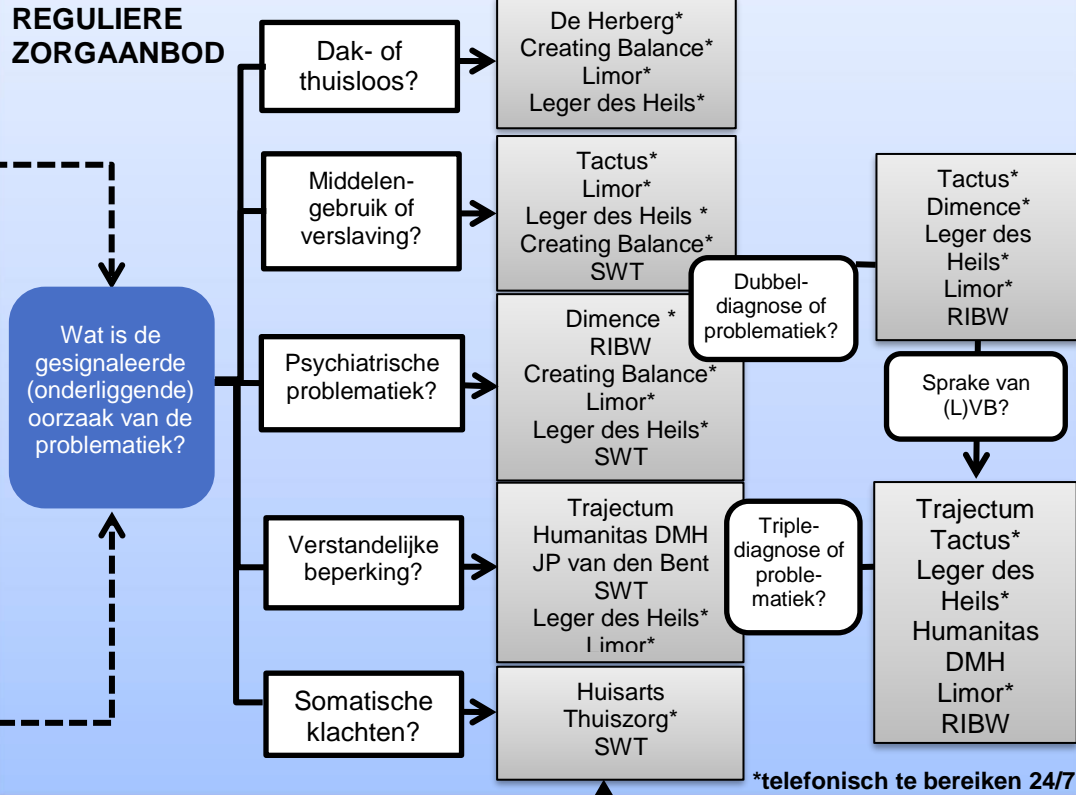 REGULIERE
ZORGAANBOD
Dak- of
thuisloos?
De Herberg*
Creating Balance*
Limor*
Leger des Heils*
Middelen-
gebruik of
verslaving?
Tactus*
Limor*
Leger des Heils *
Creating Balance*
SWT
Dubbel-
diagnose of
problematiek?
Tactus*
Dimence*
Leger des
Heils*
Limor*
RIBW
Wat is de
gesignaleerde
(onderliggende)
oorzaak van de
problematiek?
Psychiatrische
problematiek?
Dimence *
RIBW
Creating Balance*
Limor*
Leger des Heils*
SWT
Sprake van
(L)VB?
Verstandelijke
beperking?
Trajectum
Humanitas DMH
JP van den Bent
SWT
Leger des Heils*
Limor*
Triple-
diagnose of
proble-
matiek?
Trajectum
Tactus*
Leger des
Heils*
Humanitas
DMH
Limor*
RIBW
Somatische
klachten?
Huisarts
Thuiszorg*
SWT
*telefonisch te bereiken 24/7